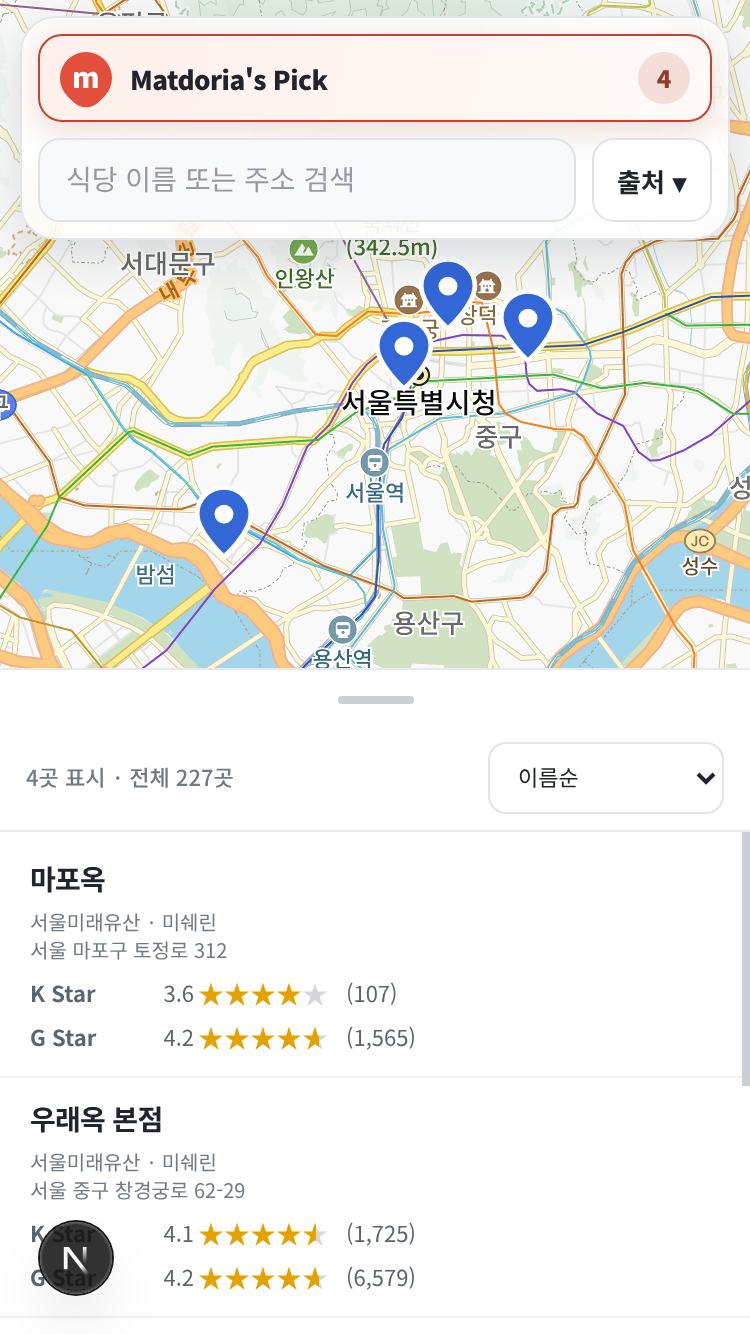 m Matdoria's Pick 4
식당 이름 또는 주소 검색
출처 ▾
(342.5m)
서대문구
인왕산
서울특별시청
중구
서울역
JC
성수
밤섬
용산구
용산역
4곳 표시 · 전체 227곳
이름순
마포옥
서울미래유산 · 미쉐린
서울 마포구 토정로 312
K Star 3.6 ★★★★★ (107)
G Star 4.2 ★★★★★ (1,565)
우래옥 본점
서울미래유산 · 미쉐린
서울 중구 창경궁로 62-29
K Star 4.1 ★★★★★ (1,725)
G Star 4.2 ★★★★★ (6,579)
N